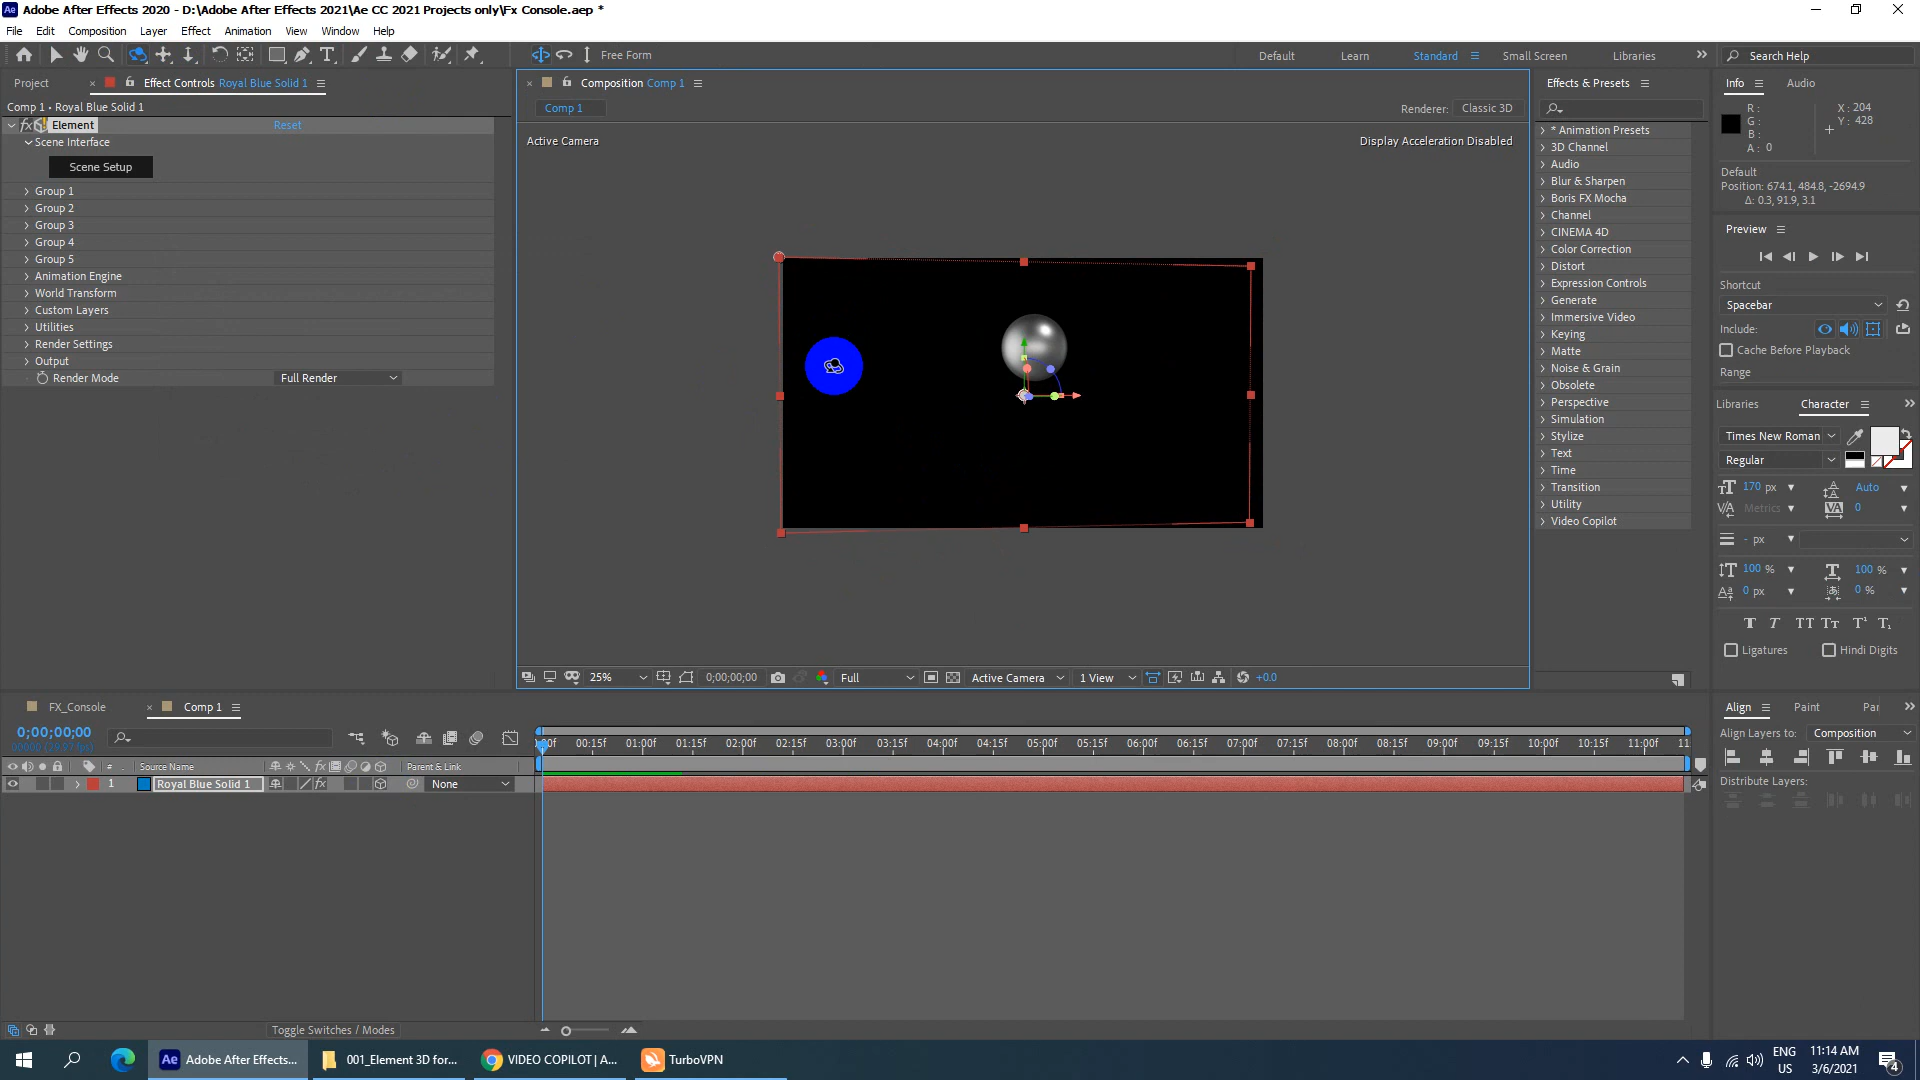 Adobe After Effects 2020 - D:\Adobe After Effects 2021\Ae CC 2021 Projects only\Fx Console.aep *
File Edit Composition Layer Effect Animation View Window Help
Free Form
Default Learn Standard Small Screen Libraries
Search Help
Project
Effect Controls Royal Blue Solid 1
Comp 1 • Royal Blue Solid 1
fx Element Reset
Scene Interface
Scene Setup
Group 1
Group 2
Group 3
Group 4
Group 5
Animation Engine
World Transform
Custom Layers
Utilities
Render Settings
Output
Render Mode Full Render
Composition Comp 1
Comp 1
Renderer: Classic 3D
Active Camera
Display Acceleration Disabled
25%
0;00;00;00
Full
Active Camera
1 View
+0.0
Effects & Presets
* Animation Presets
3D Channel
Audio
Blur & Sharpen
Boris FX Mocha
Channel
CINEMA 4D
Color Correction
Distort
Expression Controls
Generate
Immersive Video
Keying
Matte
Noise & Grain
Obsolete
Perspective
Simulation
Stylize
Text
Time
Transition
Utility
Video Copilot
Info Audio
R :
G :
B :
A : 0
X : 204
Y : 428
Default
Position: 674.1, 484.8, -2694.9
Δ: 0.3, 91.9, 3.1
Preview
Shortcut
Spacebar
Include:
Cache Before Playback
Range
Libraries Character
Times New Roman
Regular
170 px Auto
Metrics 0
- px
100 % 100 %
0 px 0 %
T T TT Tт T¹ T₁
Ligatures Hindi Digits
FX_Console Comp 1
0;00;00;00
00000 (29.97 fps)
# Source Name Parent & Link
1 Royal Blue Solid 1 None
00:15f 01:00f 01:15f 02:00f 02:15f 03:00f 03:15f 04:00f 04:15f 05:00f 05:15f 06:00f 06:15f 07:00f 07:15f 08:00f 08:15f 09:00f 09:15f 10:00f 10:15f 11:00f
Toggle Switches / Modes
Align Paint Par
Align Layers to: Composition
Distribute Layers:
Adobe After Effects...
001_Element 3D for...
VIDEO COPILOT | A...
TurboVPN
ENG
US
11:14 AM
3/6/2021
4